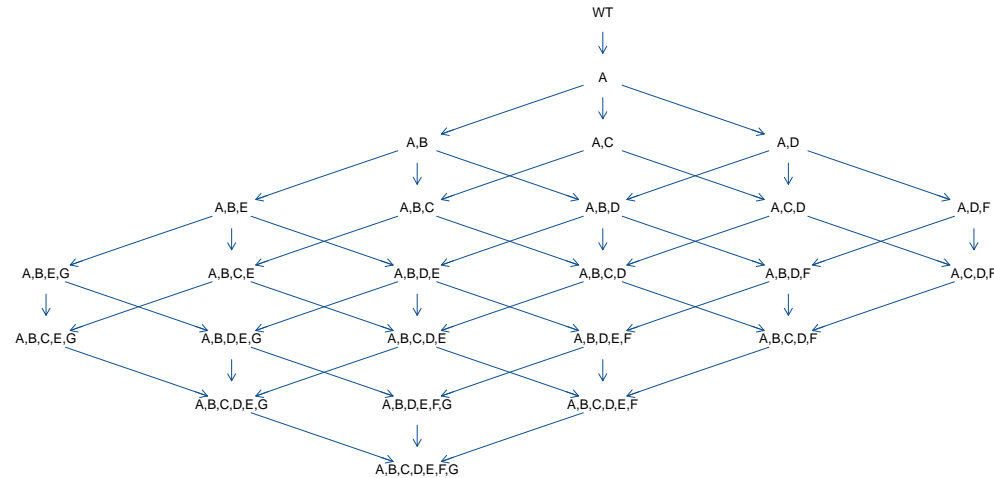 WT
A
A,B
A,C
A,D
A,B,E
A,B,C
A,B,D
A,C,D
A,D,F
A,B,E,G
A,B,C,E
A,B,D,E
A,B,C,D
A,B,D,F
A,C,D,F
A,B,C,E,G
A,B,D,E,G
A,B,C,D,E
A,B,D,E,F
A,B,C,D,F
A,B,C,D,E,G
A,B,D,E,F,G
A,B,C,D,E,F
A,B,C,D,E,F,G